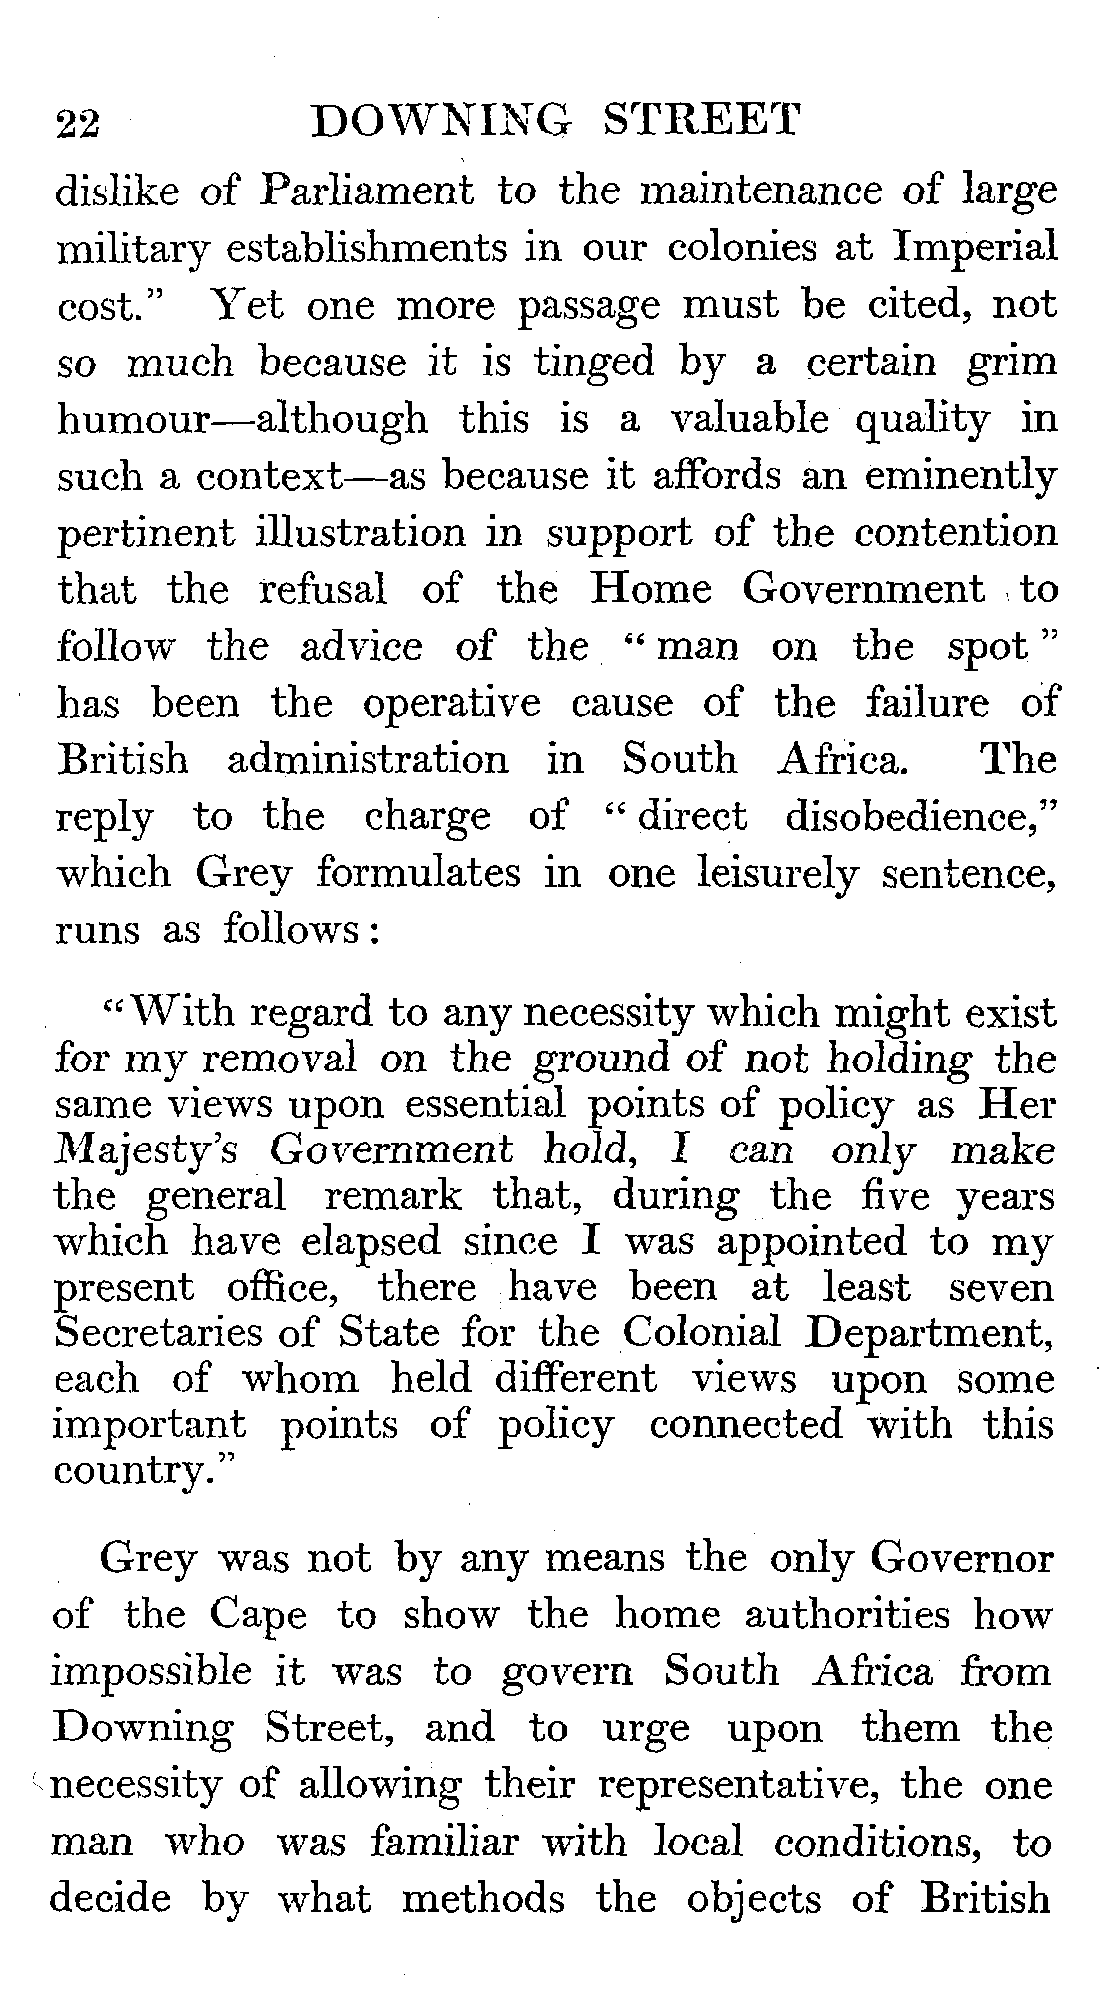 22 DOWNING STREET
dislike of Parliament to the maintenance of large
military establishments in our colonies at Imperial
cost." Yet one more passage must be cited, not
so much because it is tinged by a certain grim
humour—although this is a valuable quality in
such a context—as because it affords an eminently
pertinent illustration in support of the contention
that the refusal of the Home Government to
follow the advice of the "man on the spot"
has been the operative cause of the failure of
British administration in South Africa. The
reply to the charge of "direct disobedience,"
which Grey formulates in one leisurely sentence,
runs as follows:
"With regard to any necessity which might exist
for my removal on the ground of not holding the
same views upon essential points of policy as Her
Majesty's Government hold, I can only make
the general remark that, during the five years
which have elapsed since I was appointed to my
present office, there have been at least seven
Secretaries of State for the Colonial Department,
each of whom held different views upon some
important points of policy connected with this
country."
Grey was not by any means the only Governor
of the Cape to show the home authorities how
impossible it was to govern South Africa from
Downing Street, and to urge upon them the
necessity of allowing their representative, the one
man who was familiar with local conditions, to
decide by what methods the objects of British